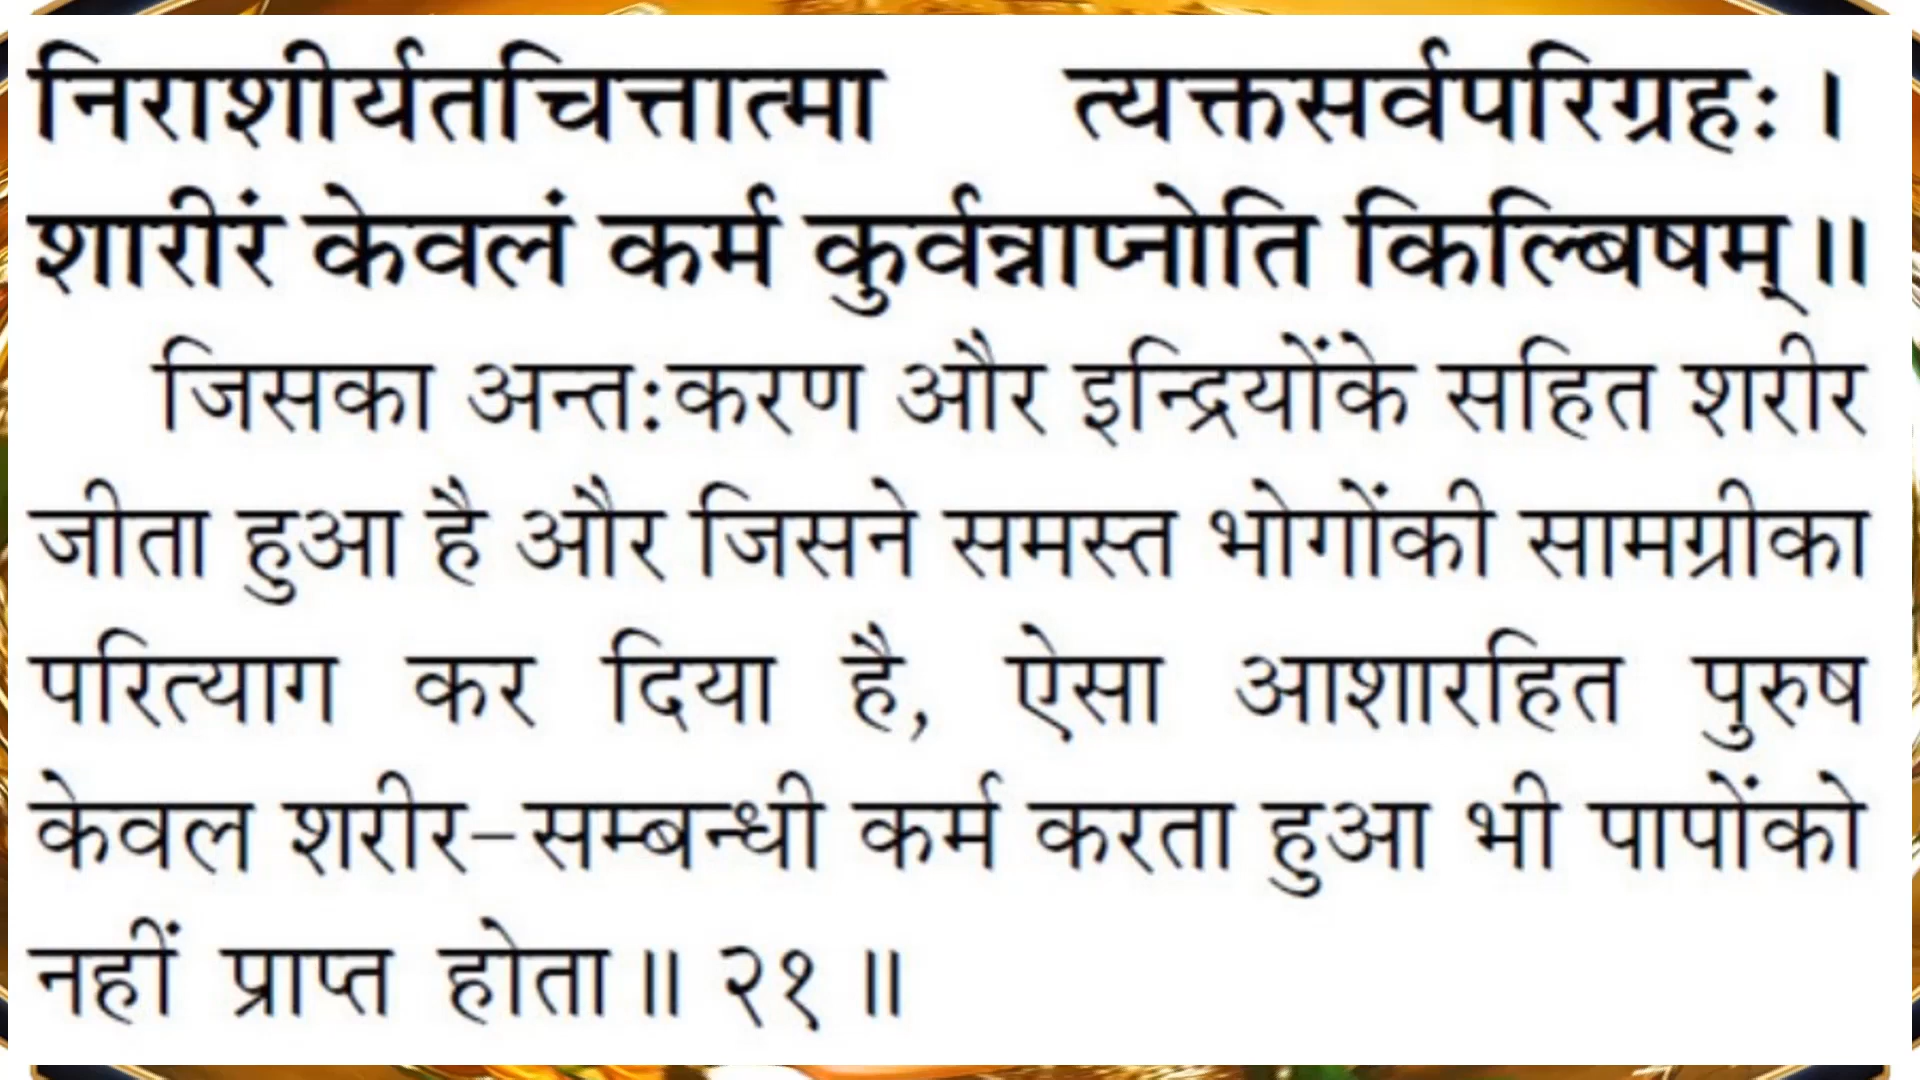 निराशीर्यतचित्तात्मा त्यक्तसर्वपरिग्रहः ।
शारीरं केवलं कर्म कुर्वन्नाप्नोति किल्बिषम् ॥
जिसका अन्तःकरण और इन्द्रियोंके सहित शरीर
जीता हुआ है और जिसने समस्त भोगोंकी सामग्रीका
परित्याग कर दिया है, ऐसा आशारहित पुरुष
केवल शरीर-सम्बन्धी कर्म करता हुआ भी पापोंको
नहीं प्राप्त होता ॥ २१ ॥